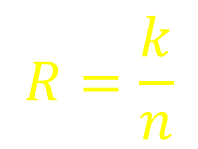 R = k/n